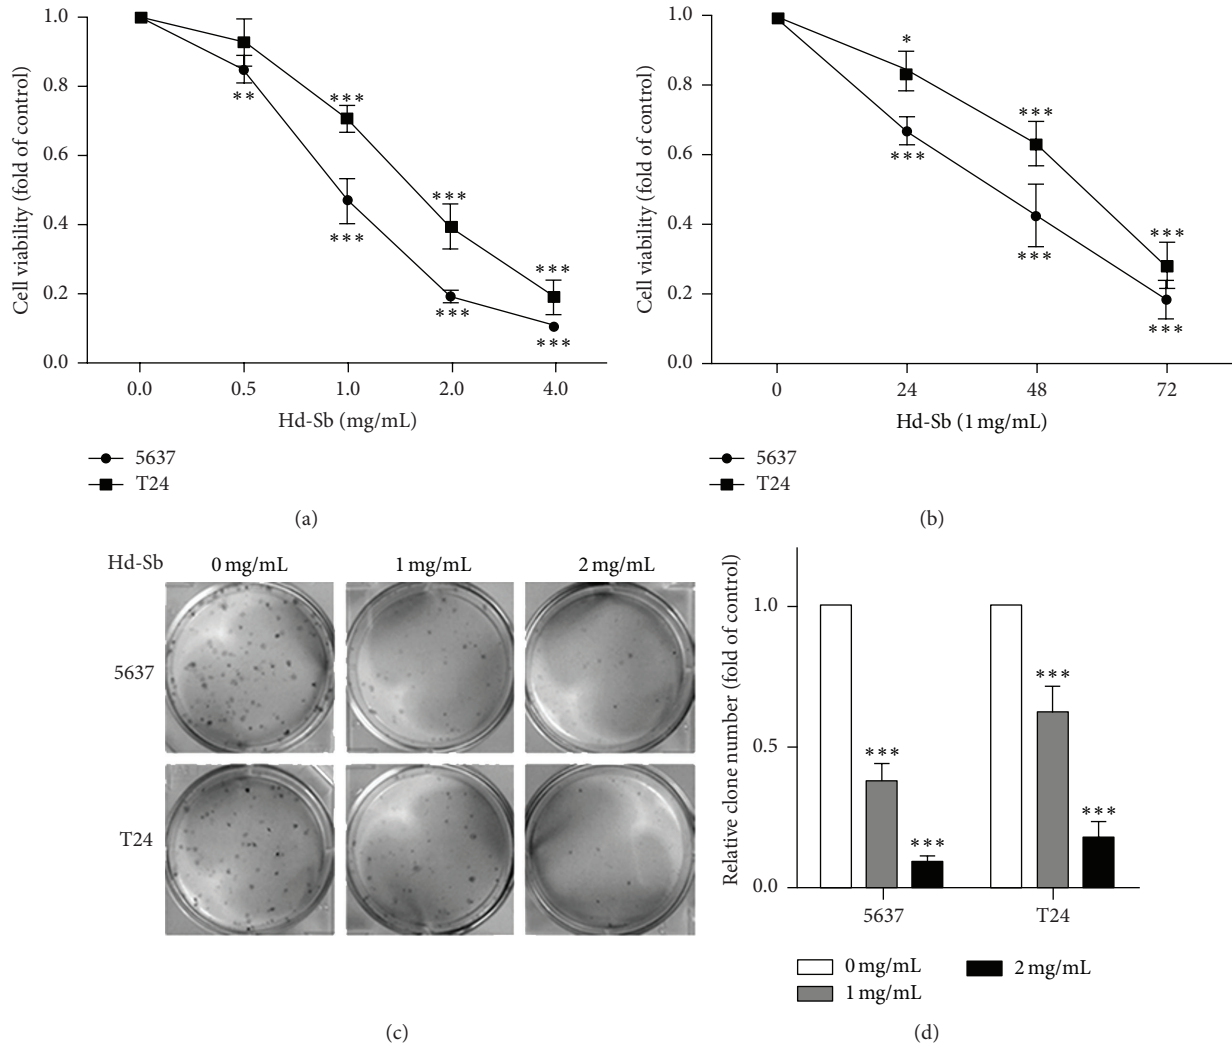 Cell viability (fold of control)
1.0
0.8
0.6
0.4
0.2
0.0
**
***
***
***
***
***
***
0.0 0.5 1.0 2.0 4.0
Hd-Sb (mg/mL)
5637
T24
(a)
Cell viability (fold of control)
1.0
0.8
0.6
0.4
0.2
0.0
*
***
***
***
***
***
0 24 48 72
Hd-Sb (1 mg/mL)
5637
T24
(b)
Hd-Sb 0 mg/mL 1 mg/mL 2 mg/mL
5637
T24
(c)
Relative clone number (fold of control)
1.0
0.5
0.0
***
***
***
***
5637 T24
0 mg/mL 2 mg/mL
1 mg/mL
(d)